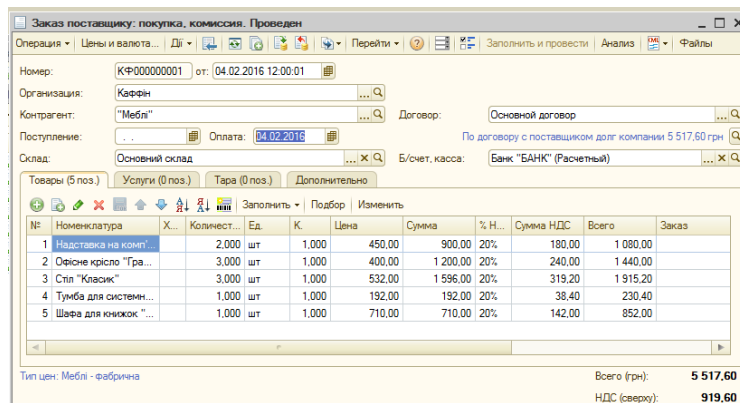 Заказ поставщику: покупка, комиссия. Проведен
Операция Цены и валюта... Дії Перейти Заполнить и провести Анализ Файлы
Номер: КФ000000001 от: 04.02.2016 12:00:01
Организация: Каффін
Контрагент: "Меблі" Договор: Основной договор
Поступление: . . Оплата: 04.02.2016 По договору с поставщиком долг компании 5 517,60 грн
Склад: Основний склад Б/счет, касса: Банк "БАНК" (Расчетный)
Товары (5 поз.) Услуги (0 поз.) Тара (0 поз.) Дополнительно
Заполнить Подбор Изменить
№ Номенклатура Х... Количест... Ед. К. Цена Сумма % Н... Сумма НДС Всего Заказ
1 Надставка на комп'... 2,000 шт 1,000 450,00 900,00 20% 180,00 1 080,00
2 Офісне крісло "Гра... 3,000 шт 1,000 400,00 1 200,00 20% 240,00 1 440,00
3 Стіл "Класик" 3,000 шт 1,000 532,00 1 596,00 20% 319,20 1 915,20
4 Тумба для системн... 1,000 шт 1,000 192,00 192,00 20% 38,40 230,40
5 Шафа для книжок "... 1,000 шт 1,000 710,00 710,00 20% 142,00 852,00
Тип цен: Меблі - фабрична Всего (грн): 5 517,60
НДС (сверху): 919,60